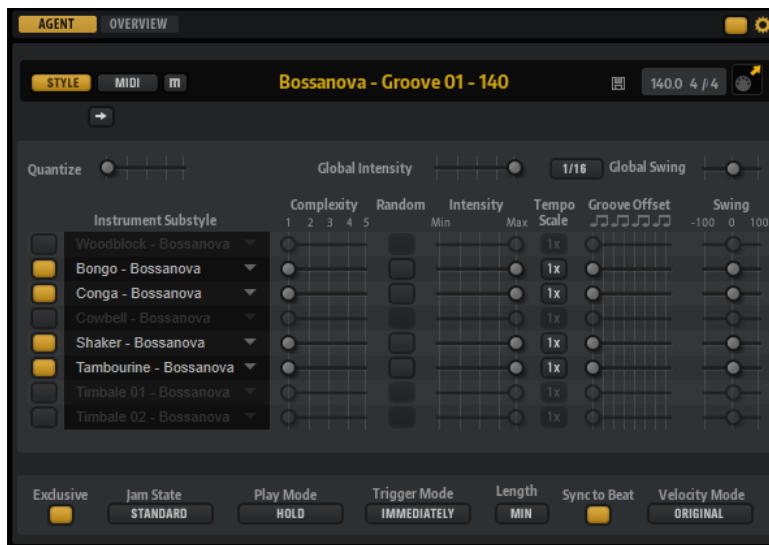 AGENT OVERVIEW
STYLE MIDI m Bossanova - Groove 01 - 140 140.0 4 / 4
Quantize Global Intensity 1/16 Global Swing
Instrument Substyle Complexity Random Intensity Tempo Scale Groove Offset Swing
1 2 3 4 5 Min Max -100 0 100
Woodblock - Bossanova 1x
Bongo - Bossanova 1x
Conga - Bossanova 1x
Cowbell - Bossanova 1x
Shaker - Bossanova 1x
Tambourine - Bossanova 1x
Timbale 01 - Bossanova 1x
Timbale 02 - Bossanova 1x
Exclusive Jam State Play Mode Trigger Mode Length Sync to Beat Velocity Mode
STANDARD HOLD IMMEDIATELY MIN ORIGINAL